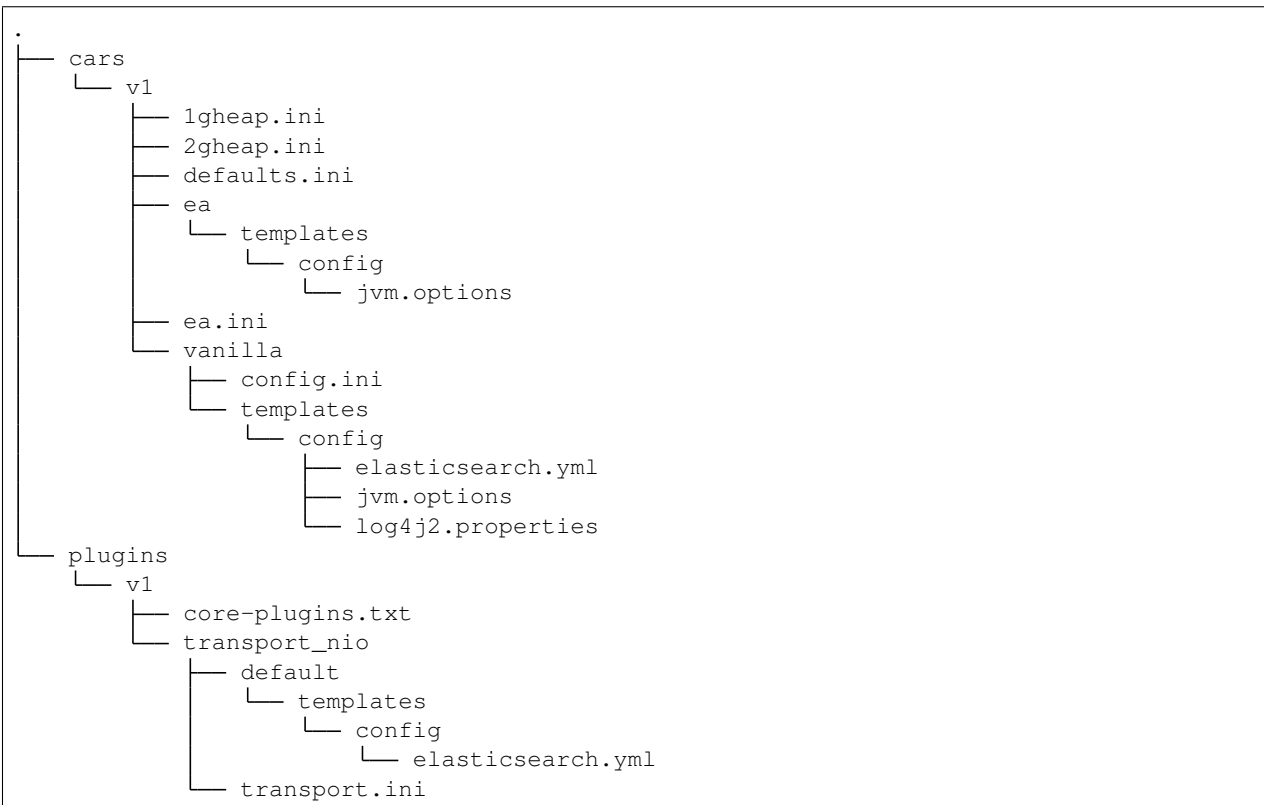 .
├── cars
│   └── v1
│       ├── 1gheap.ini
│       ├── 2gheap.ini
│       ├── defaults.ini
│       ├── ea
│       │   └── templates
│       │       └── config
│       │           └── jvm.options
│       ├── ea.ini
│       └── vanilla
│           ├── config.ini
│           └── templates
│               └── config
│                   ├── elasticsearch.yml
│                   ├── jvm.options
│                   └── log4j2.properties
└── plugins
    └── v1
        ├── core-plugins.txt
        └── transport_nio
            ├── default
            │   └── templates
            │       └── config
            │           └── elasticsearch.yml
            └── transport.ini